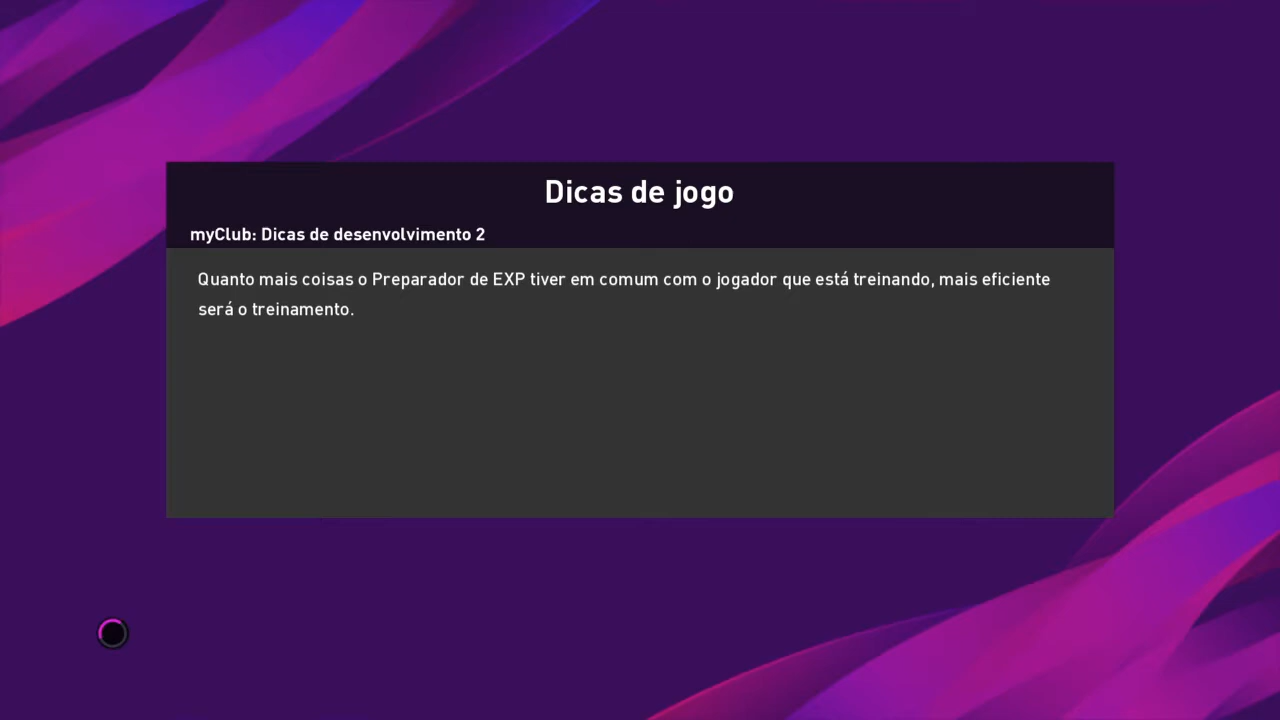 Dicas de jogo
myClub: Dicas de desenvolvimento 2
Quanto mais coisas o Preparador de EXP tiver em comum com o jogador que está treinando, mais eficiente
será o treinamento.